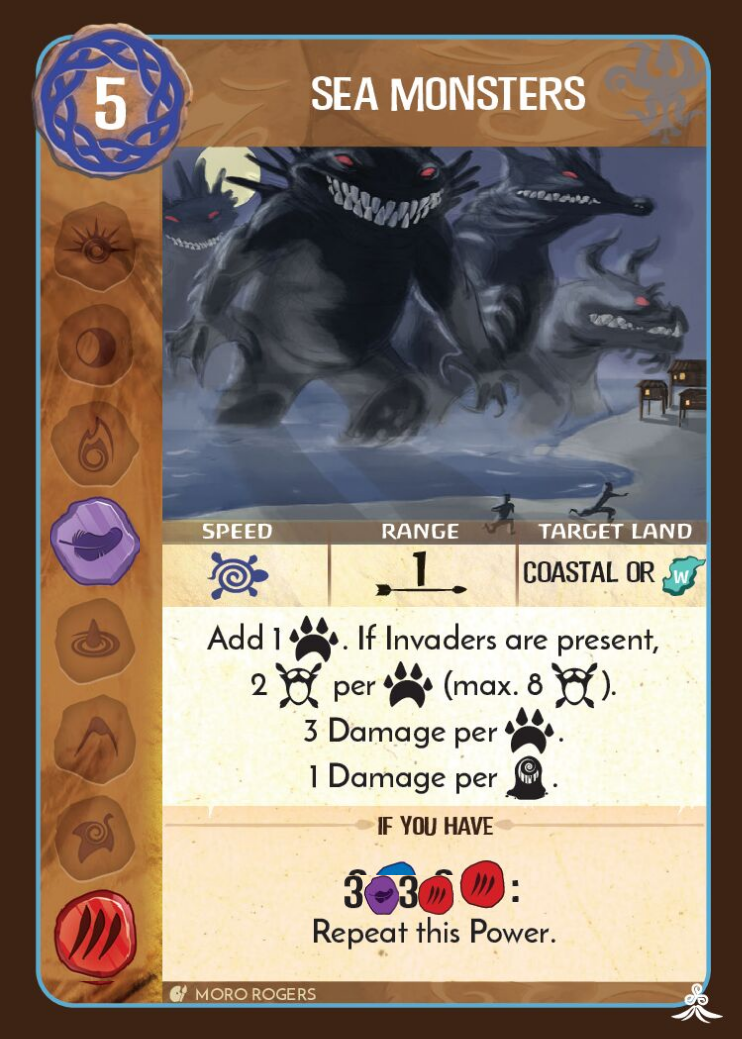 5
SEA MONSTERS
SPEED RANGE TARGET LAND
1 COASTAL OR W
Add 1 . If Invaders are present,
2 per (max. 8 ).
3 Damage per .
1 Damage per .
IF YOU HAVE
3 3 :
Repeat this Power.
MORO ROGERS